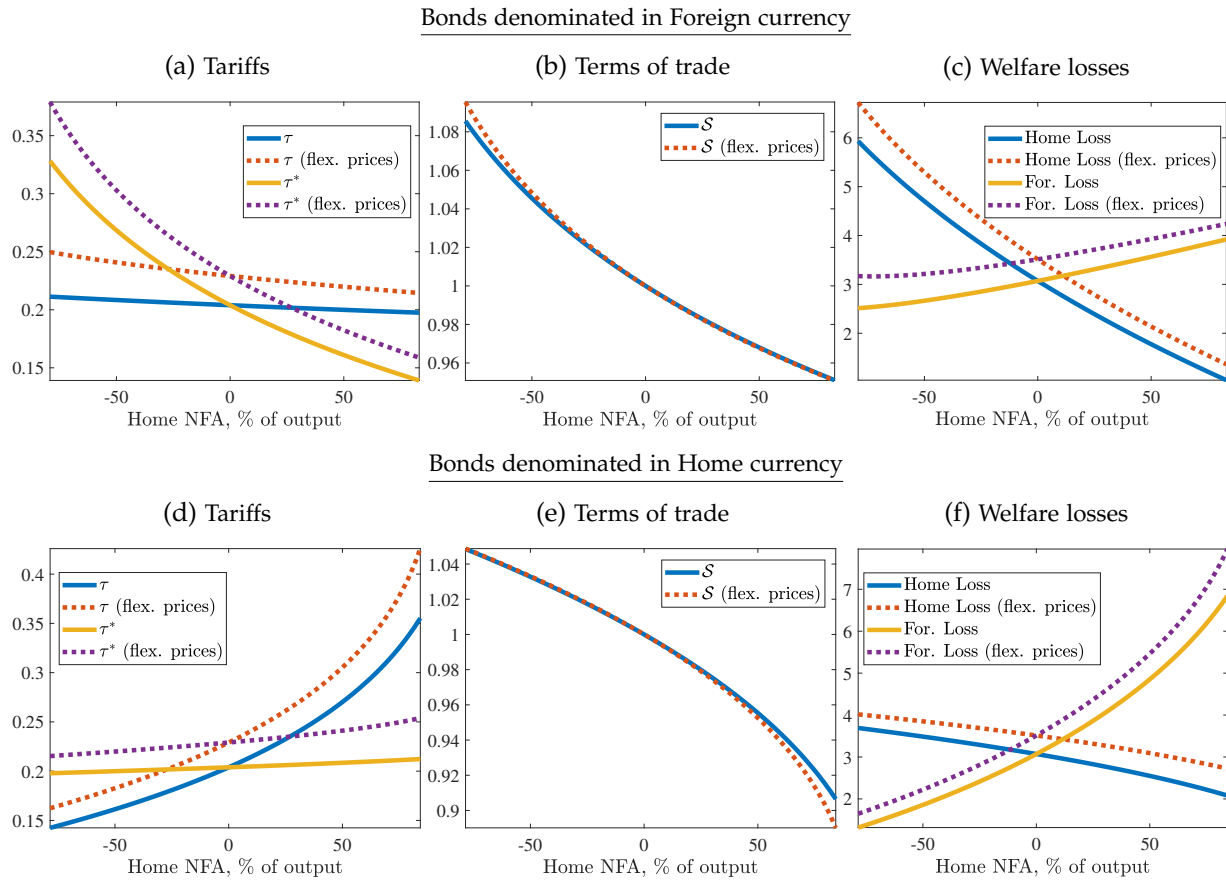 Bonds denominated in Foreign currency
(a) Tariffs
0.35
0.3
0.25
0.2
0.15
-50
0
50
Home NFA, % of output
τ
τ (flex. prices)
τ*
τ* (flex. prices)
(b) Terms of trade
1.08
1.06
1.04
1.02
1
0.98
0.96
-50
0
50
Home NFA, % of output
S
S (flex. prices)
(c) Welfare losses
6
5
4
3
2
-50
0
50
Home NFA, % of output
Home Loss
Home Loss (flex. prices)
For. Loss
For. Loss (flex. prices)
Bonds denominated in Home currency
(d) Tariffs
0.4
0.35
0.3
0.25
0.2
0.15
-50
0
50
Home NFA, % of output
τ
τ (flex. prices)
τ*
τ* (flex. prices)
(e) Terms of trade
1.04
1.02
1
0.98
0.96
0.94
0.92
0.9
-50
0
50
Home NFA, % of output
S
S (flex. prices)
(f) Welfare losses
7
6
5
4
3
2
-50
0
50
Home NFA, % of output
Home Loss
Home Loss (flex. prices)
For. Loss
For. Loss (flex. prices)